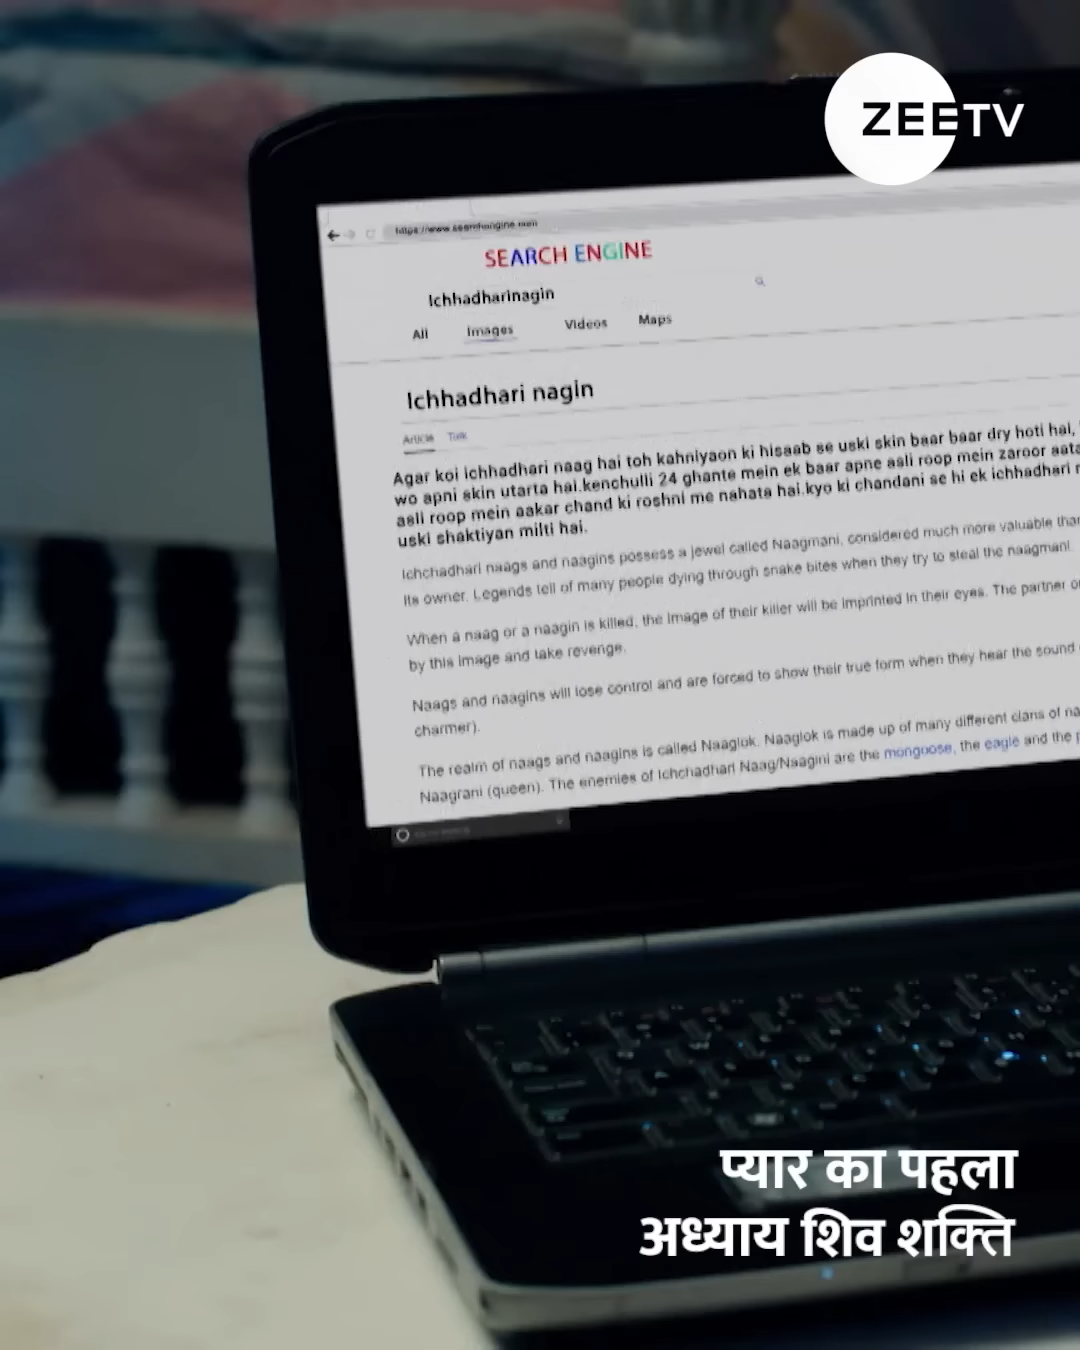 ZEETV
https://www.searchengine.com
SEARCH ENGINE
Ichhadharinagin
All Images Videos Maps
Ichhadhari nagin
Article Talk
Agar koi ichhadhari naag hai toh kahniyaon ki hisaab se uski skin baar baar dry hoti hai,
wo apni skin utarta hai.kenchulli 24 ghante mein ek baar apne asli roop mein zaroor aata
asli roop mein aakar chand ki roshni me nahata hai.kyo ki chandani se hi ek ichhadhari
uski shaktiyan milti hai.
Ichchadhari naags and naagins possess a jewel called Naagmani, considered much more valuable than
its owner. Legends tell of many people dying through snake bites when they try to steal the naagmani.
When a naag or a naagin is killed, the image of their killer will be imprinted in their eyes. The partner
by this image and take revenge.
Naags and naagins will lose control and are forced to show their true form when they hear the sound
charmer).
The realm of naags and naagins is called Naaglok. Naaglok is made up of many different clans of
Naagrani (queen). The enemies of Ichchadhari Naag/Naagini are the mongoose, the eagle and the
प्यार का पहला
अध्याय शिव शक्ति